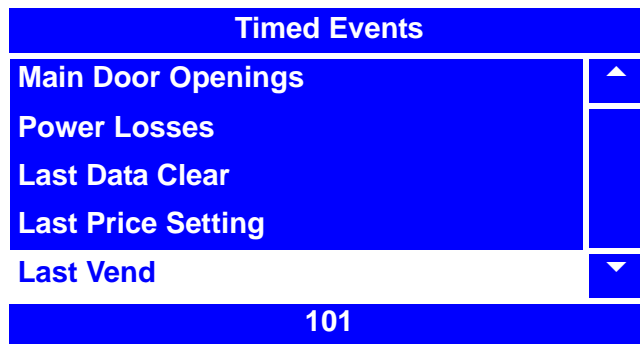 Timed Events
Main Door Openings
Power Losses
Last Data Clear
Last Price Setting
Last Vend
101